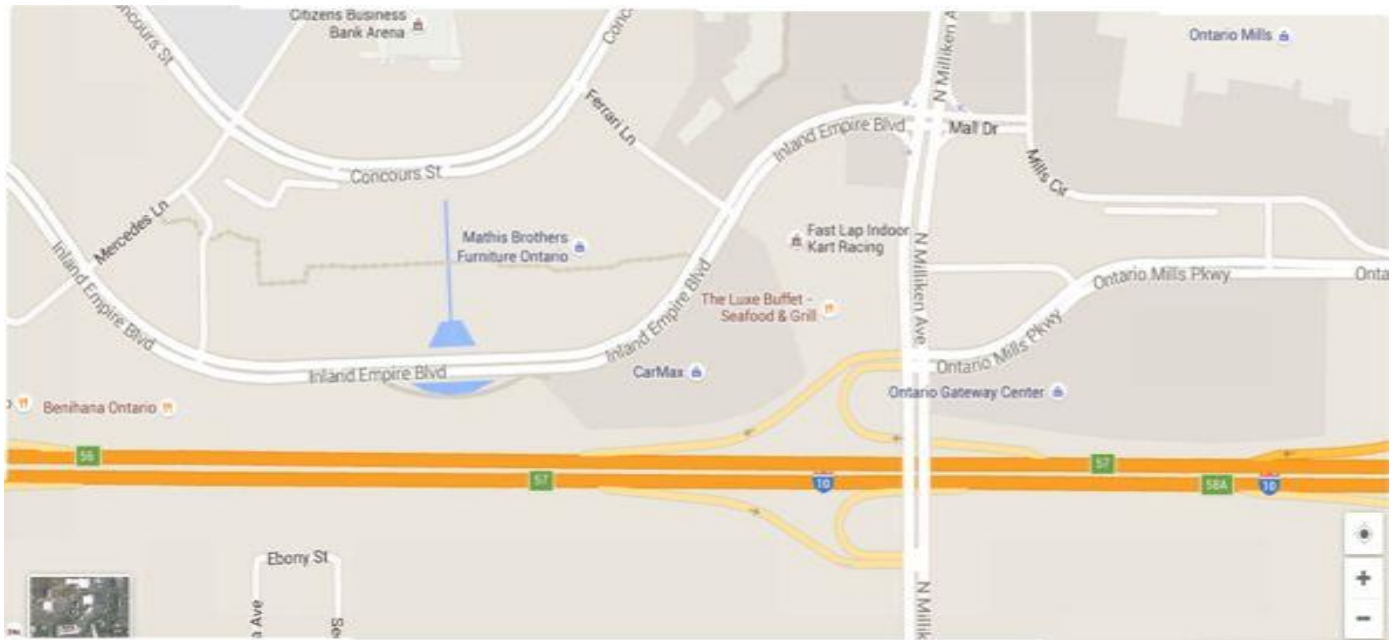 Citizens Business
Bank Arena
Ontario Mills
Concours St
Conc
N Milliken A
Ferrari Ln
Inland Empire Blvd
Mall Dr
Mills Cir
Concours St
Mercedes Ln
Mathis Brothers
Furniture Ontario
Fast Lap Indoor
Kart Racing
N Milliken Ave
Ontario Mills Pkwy
Onta
Inland Empire Blvd
Inland Empire Blvd
The Luxe Buffet -
Seafood & Grill
Ontario Mills Pkwy
Inland Empire Blvd
CarMax
Ontario Gateway Center
Benihana Ontario
57
57
10
58A
10
Ebony St
a Ave
N Millik
+
−